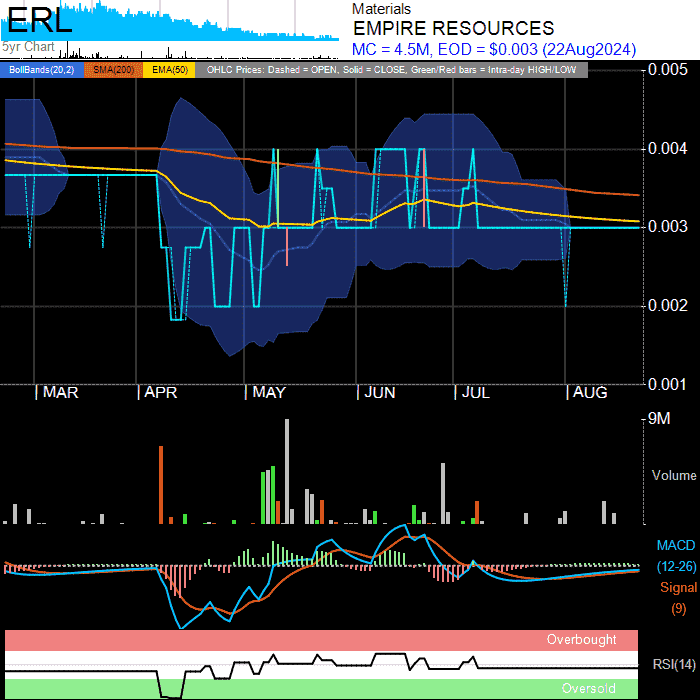 ERL
5yr Chart
Materials
EMPIRE RESOURCES
MC = 4.5M, EOD = $0.003 (22Aug2024)
BollBands(20,2) SMA(200) EMA(50) OHLC Prices: Dashed = OPEN, Solid = CLOSE, Green/Red bars = Intra-day HIGH/LOW
0.005
0.004
0.003
0.002
0.001
MAR APR MAY JUN JUL AUG
9M
Volume
MACD
(12-26)
Signal
(9)
Overbought
RSI(14)
Oversold